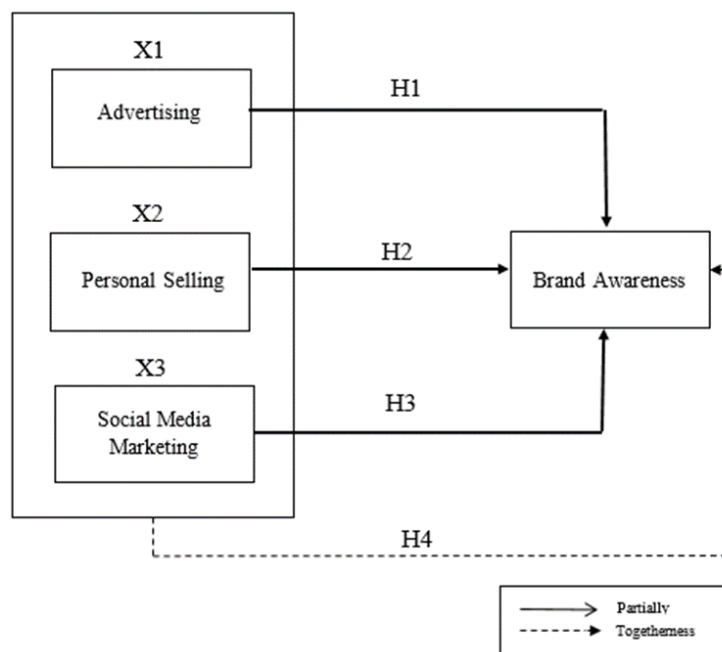 X1
Advertising
H1
X2
Personal Selling
H2
Brand Awareness
X3
Social Media
Marketing
H3
H4
Partially
Togetherness